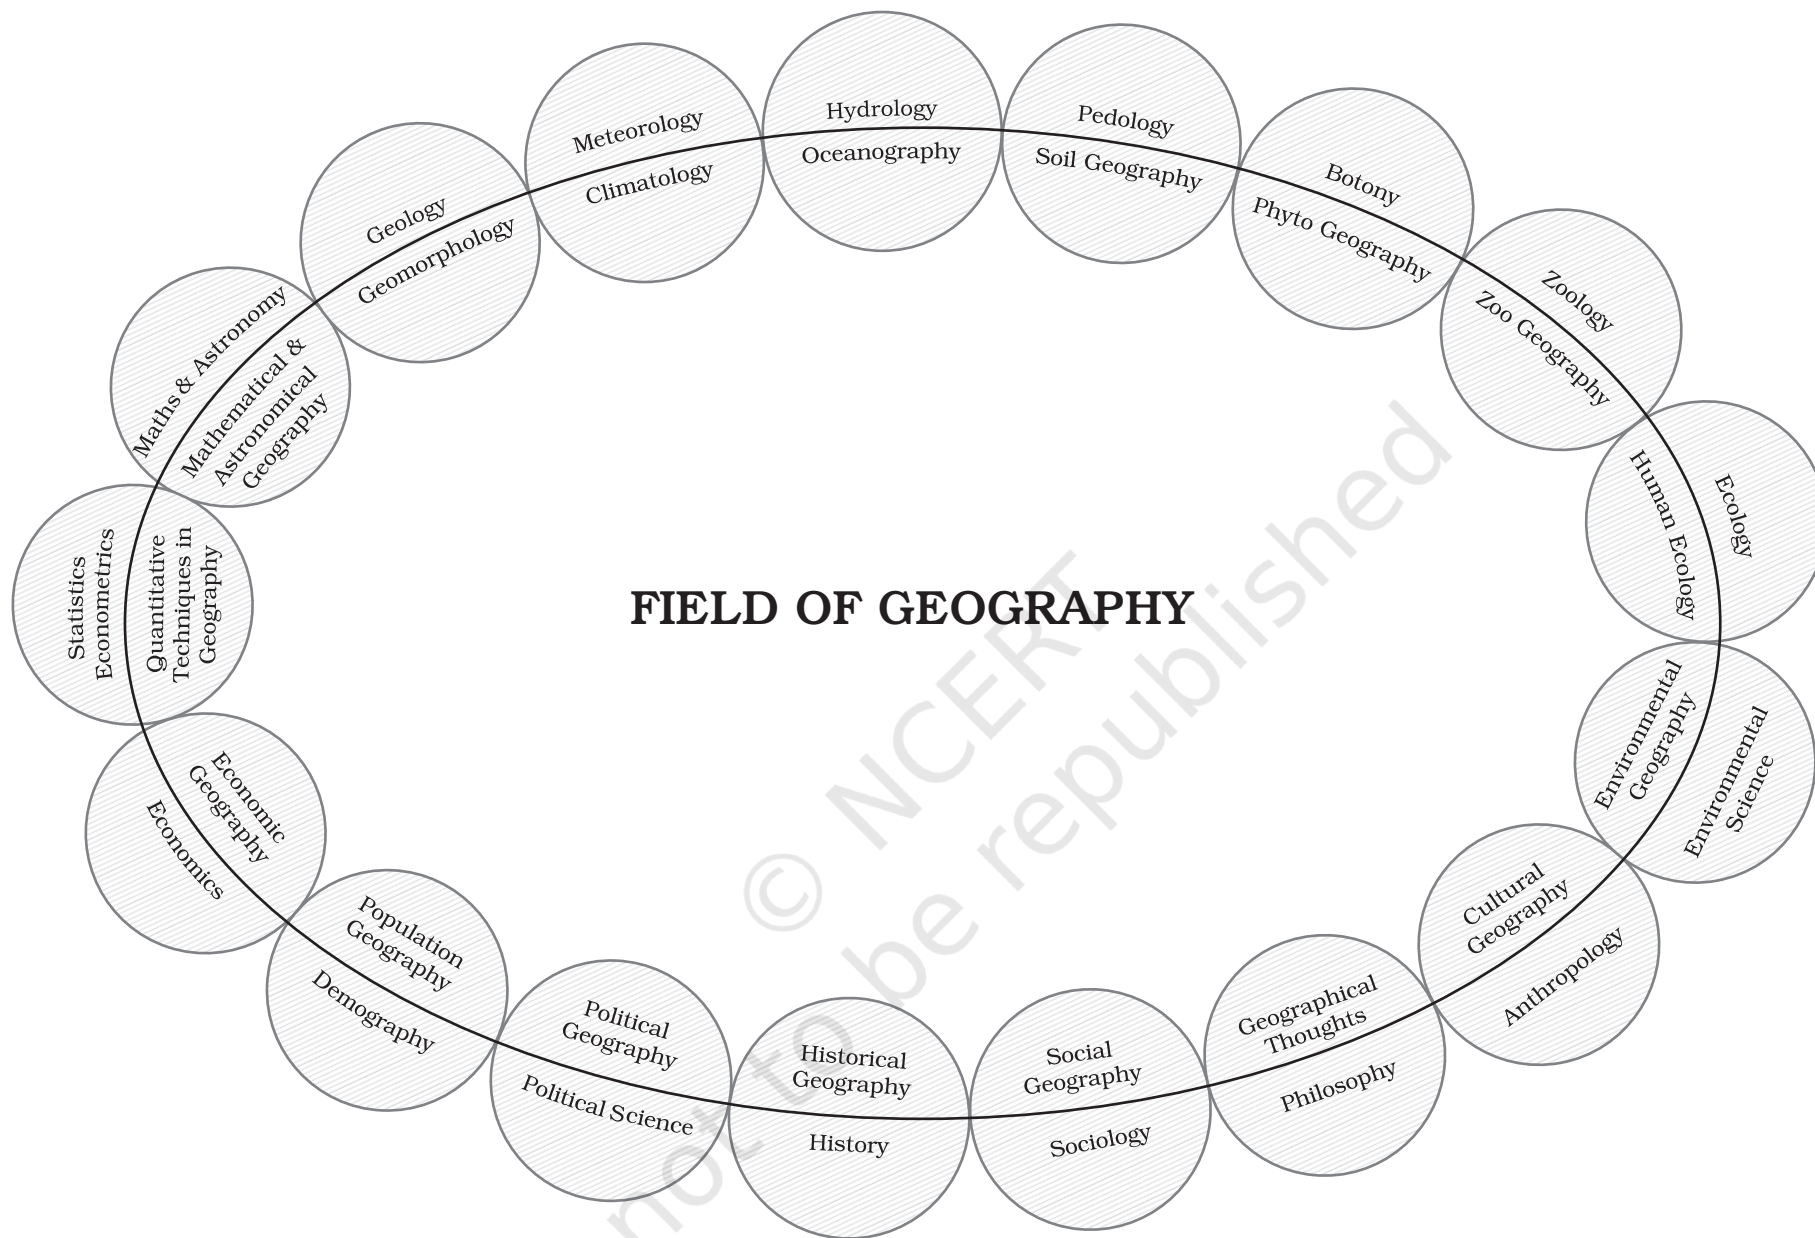 Hydrology
Oceanography
Pedology
Soil Geography
Botony
Phyto Geography
Zoology
Zoo Geography
Ecology
Human Ecology
Environmental
Geography
Environmental
Science
Cultural
Geography
Anthropology
Geographical
Thoughts
Philosophy
Social
Geography
Sociology
Historical
Geography
History
Political
Geography
Political Science
Population
Geography
Demography
Economic
Geography
Economics
Statistics
Econometrics
Quantitative
Techniques in
Geography
Maths & Astronomy
Mathematical &
Astronomical
Geography
Geology
Geomorphology
Meteorology
Climatology
FIELD OF GEOGRAPHY
© NCERT
not to be republished